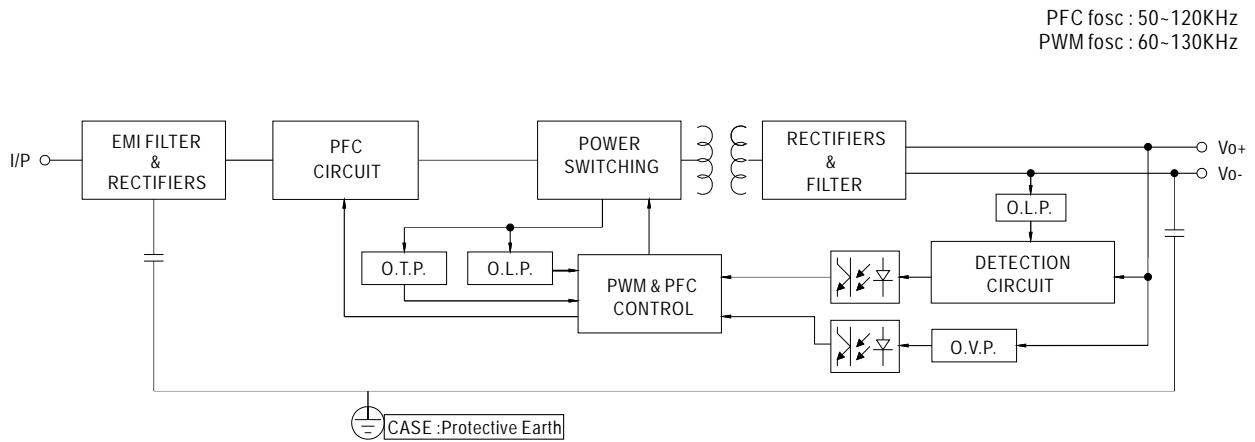 PFC fosc : 50~120KHz
PWM fosc : 60~130KHz
I/P
EMI FILTER
&
RECTIFIERS
PFC
CIRCUIT
POWER
SWITCHING
RECTIFIERS
&
FILTER
Vo+
Vo-
O.L.P.
O.T.P.
O.L.P.
PWM & PFC
CONTROL
DETECTION
CIRCUIT
O.V.P.
CASE :Protective Earth